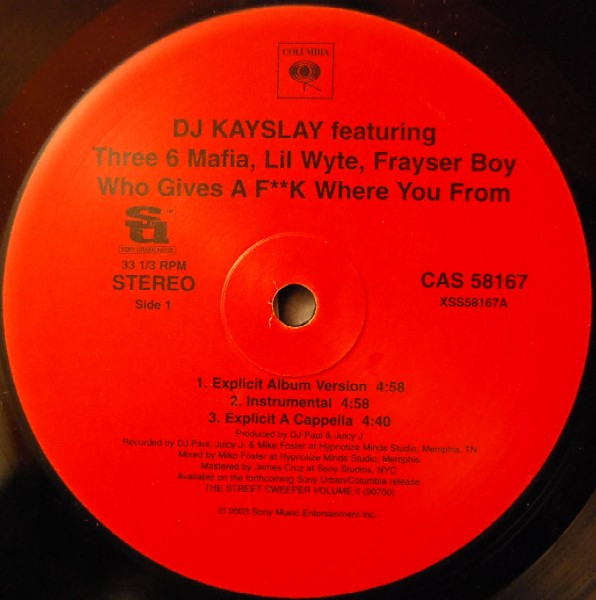 COLUMBIA
DJ KAYSLAY featuring
Three 6 Mafia, Lil Wyte, Frayser Boy
Who Gives A F**K Where You From
su™
SONY URBAN MUSIC
33 1/3 RPM
STEREO
Side 1
CAS 58167
XSS58167A
1. Explicit Album Version 4:58
2. Instrumental 4:58
3. Explicit A Cappella 4:40
Produced by DJ Paul & Juicy J
Recorded by DJ Paul, Juicy J. & Mike Foster at Hypnotize Minds Studio, Memphis, TN
Mixed by Mike Foster at Hypnotize Minds Studio, Memphis
Mastered by James Cruz at Sony Studios, NYC
Available on the forthcoming Sony Urban/Columbia release
THE STREET SWEEPER VOLUME II (90700)
© 2003 Sony Music Entertainment Inc.